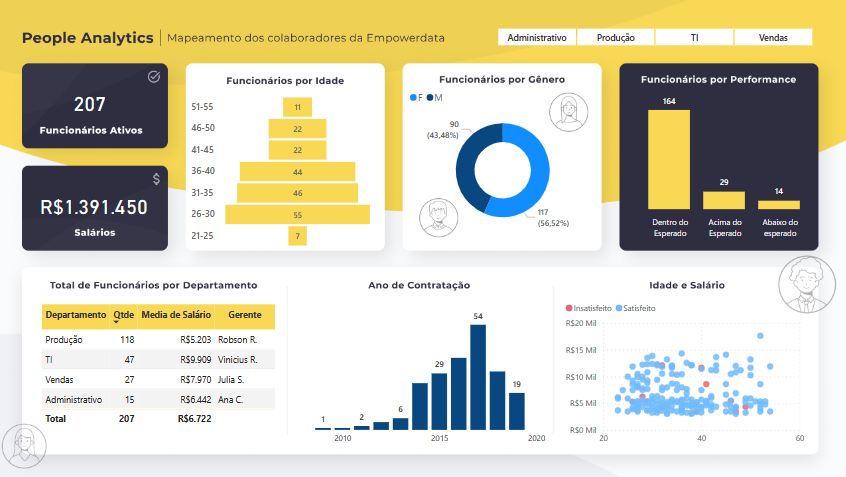 People Analytics | Mapeamento dos colaboradores da Empowerdata
Administrativo Produção TI Vendas
207
Funcionários Ativos
$
R$1.391.450
Salários
Funcionários por Idade
51-55 11
46-50 22
41-45 22
36-40 44
31-35 46
26-30 55
21-25 7
Funcionários por Gênero
F M
90
(43,48%)
117
(56,52%)
Funcionários por Performance
164
29
14
Dentro do Esperado
Acima do Esperado
Abaixo do esperado
Total de Funcionários por Departamento
Departamento Qtde Media de Salário Gerente
Produção 118 R$5.203 Robson R.
TI 47 R$9.909 Vinicius R.
Vendas 27 R$7.970 Julia S.
Administrativo 15 R$6,442 Ana C.
Total 207 R$6.722
Ano de Contratação
1 2 6 29 54 19
2010 2015 2020
Idade e Salário
Insatisfeito Satisfeito
R$20 Mil
R$15 Mil
R$10 Mil
R$5 Mil
R$0 Mil
20 40 60